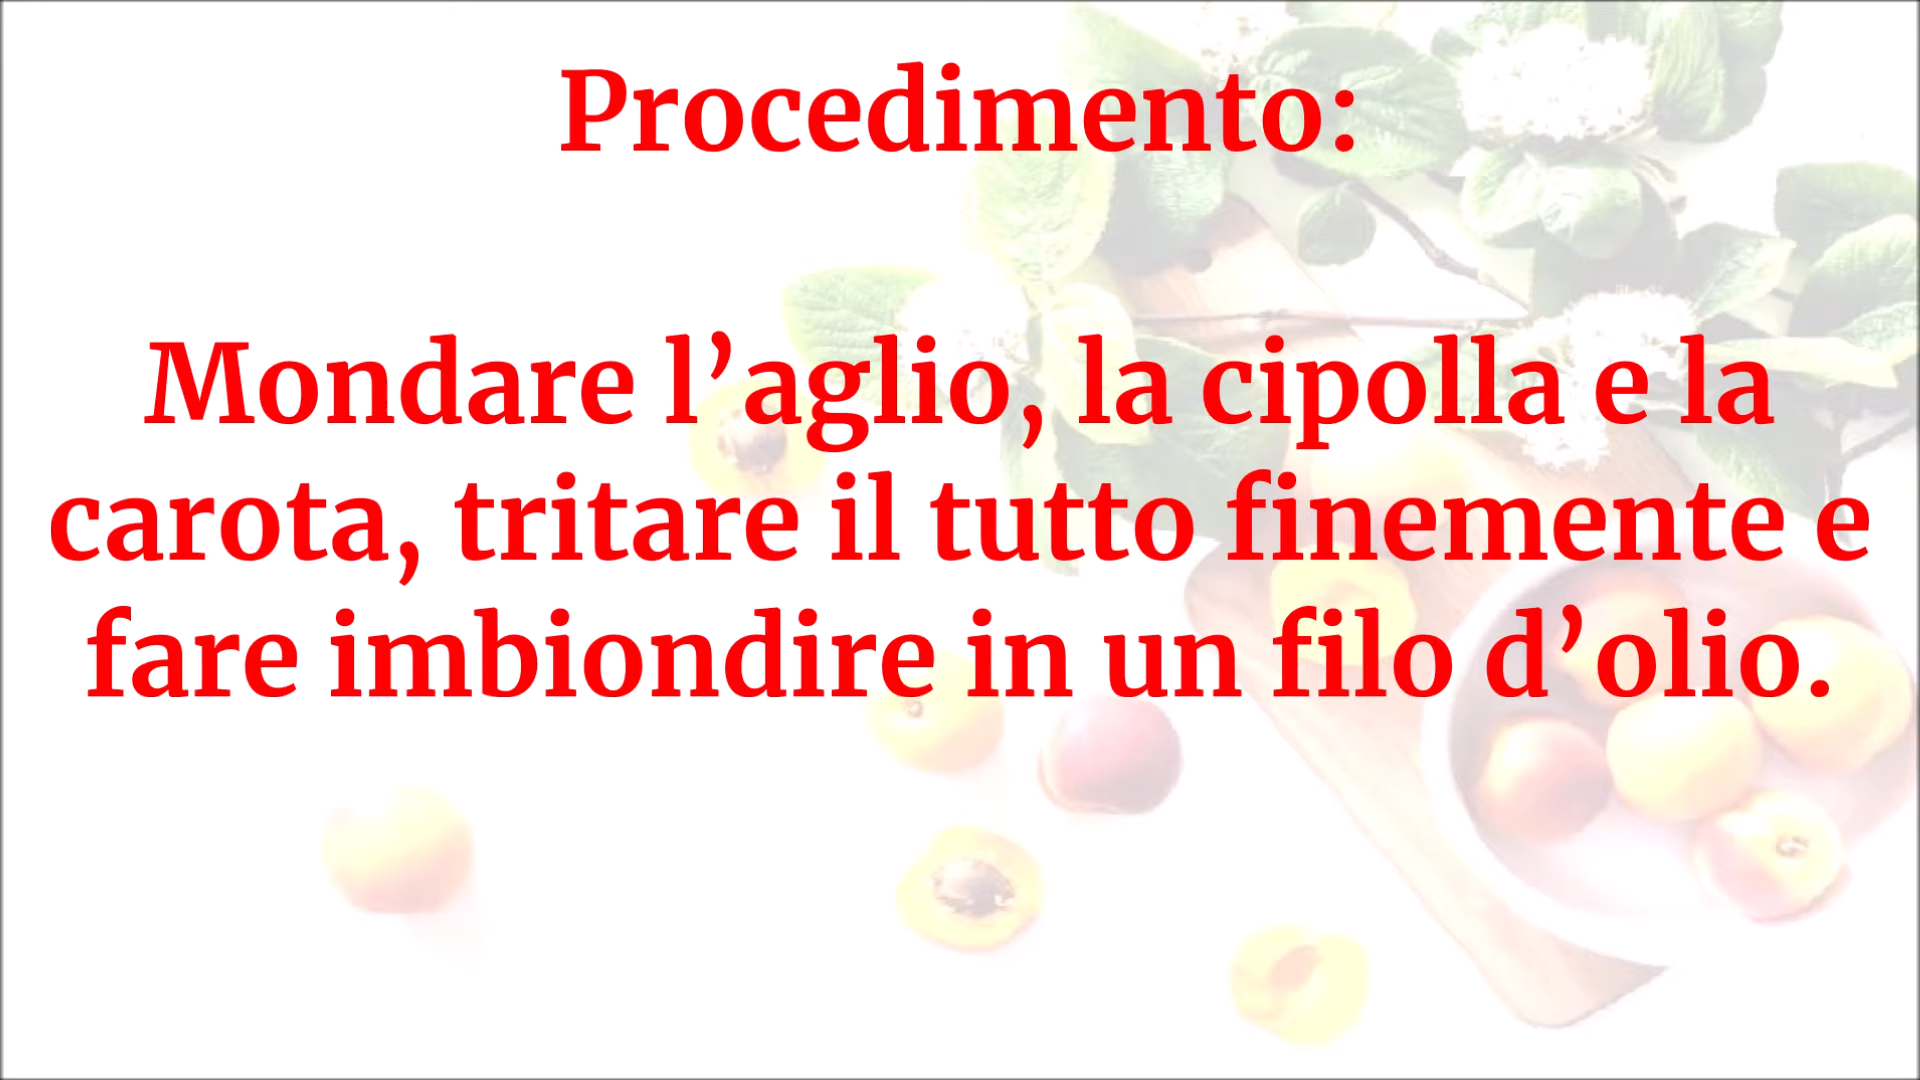 Procedimento:
Mondare l’aglio, la cipolla e la
carota, tritare il tutto finemente e
fare imbiondire in un filo d’olio.